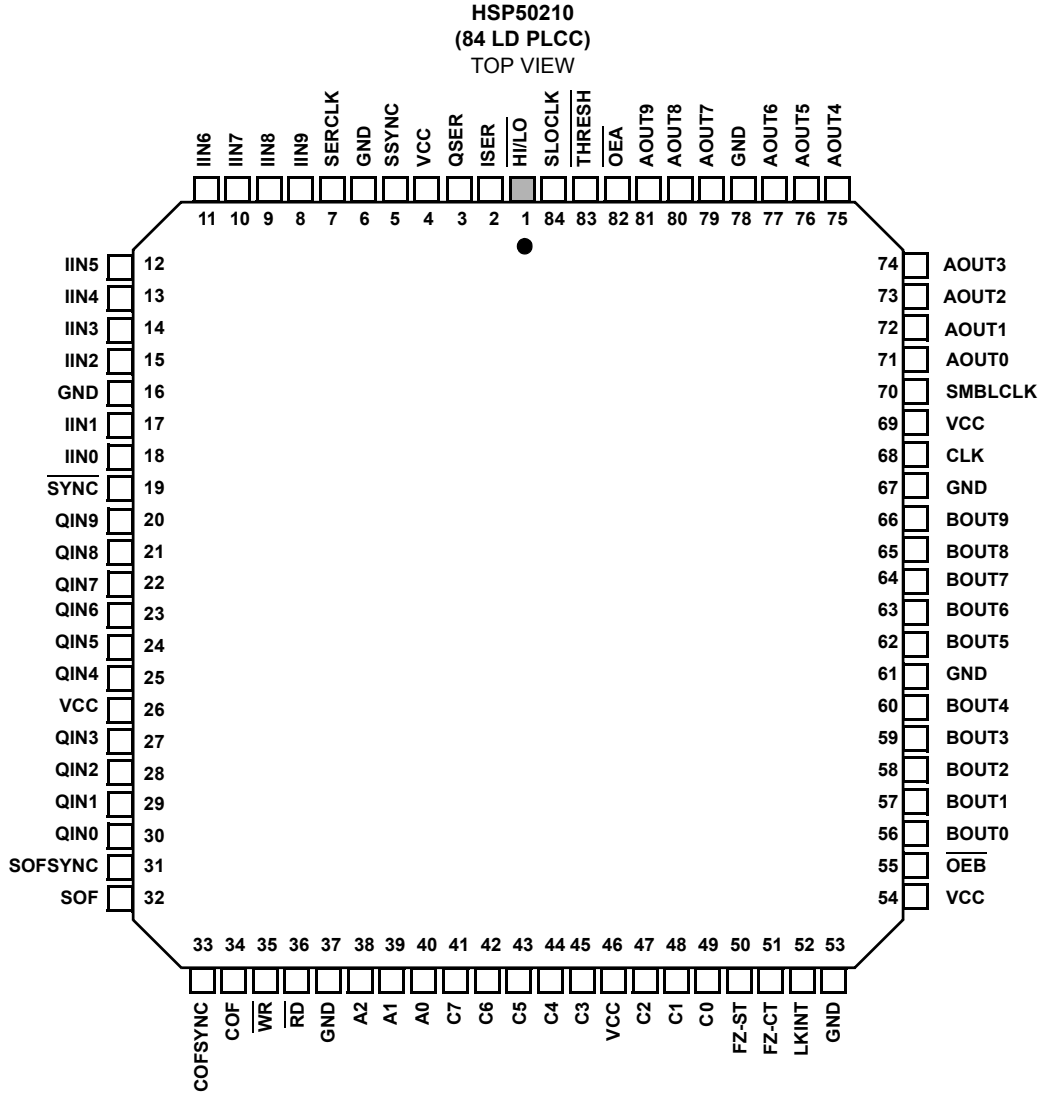 HSP50210
(84 LD PLCC)
TOP VIEW
IIN6
IIN7
IIN8
IIN9
SERCLK
GND
SSYNC
VCC
QSER
ISER
HI/LO
SLOCLK
THRESH
OEA
AOUT9
AOUT8
AOUT7
GND
AOUT6
AOUT5
AOUT4
11 10 9 8 7 6 5 4 3 2 1 84 83 82 81 80 79 78 77 76 75
IIN5 12 74 AOUT3
IIN4 13 73 AOUT2
IIN3 14 72 AOUT1
IIN2 15 71 AOUT0
GND 16 70 SMBLCLK
IIN1 17 69 VCC
IIN0 18 68 CLK
SYNC 19 67 GND
QIN9 20 66 BOUT9
QIN8 21 65 BOUT8
QIN7 22 64 BOUT7
QIN6 23 63 BOUT6
QIN5 24 62 BOUT5
QIN4 25 61 GND
VCC 26 60 BOUT4
QIN3 27 59 BOUT3
QIN2 28 58 BOUT2
QIN1 29 57 BOUT1
QIN0 30 56 BOUT0
SOFSYNC 31 55 OEB
SOF 32 54 VCC
33 34 35 36 37 38 39 40 41 42 43 44 45 46 47 48 49 50 51 52 53
COFSYNC
COF
WR
RD
GND
A2
A1
A0
C7
C6
C5
C4
C3
VCC
C2
C1
C0
FZ-ST
FZ-CT
LKINT
GND